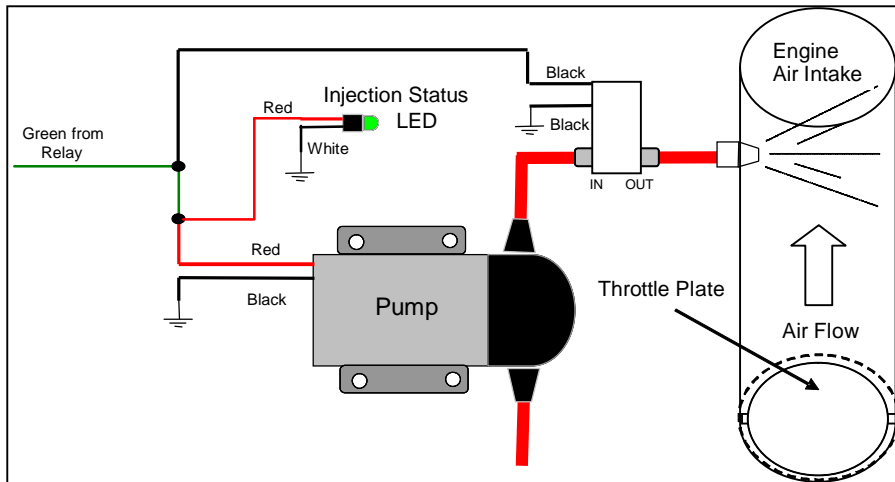 Engine
Air Intake
Black
Injection Status
LED
Red
Black
Green from
Relay
White
IN OUT
Red
Black
Pump
Throttle Plate
Air Flow